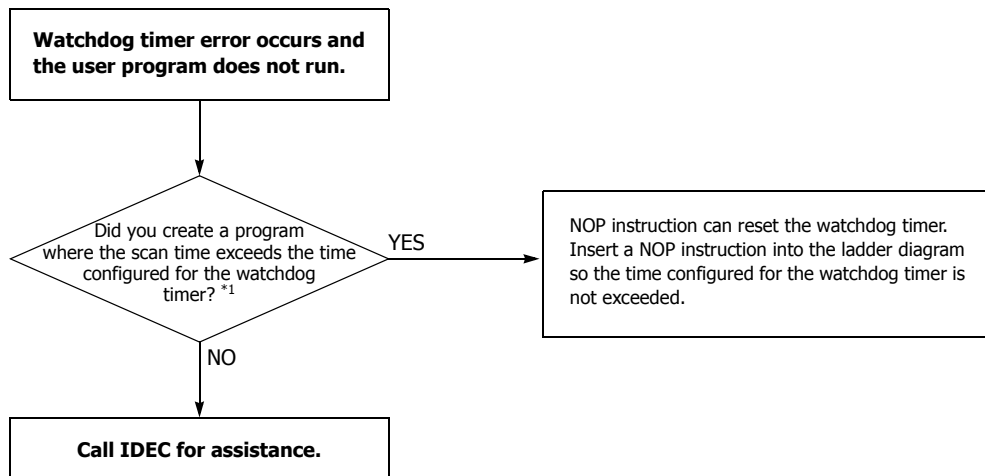 Watchdog timer error occurs and
the user program does not run.
Did you create a program
where the scan time exceeds the time
configured for the watchdog
timer? *1
YES
NOP instruction can reset the watchdog timer.
Insert a NOP instruction into the ladder diagram
so the time configured for the watchdog timer is
not exceeded.
NO
Call IDEC for assistance.